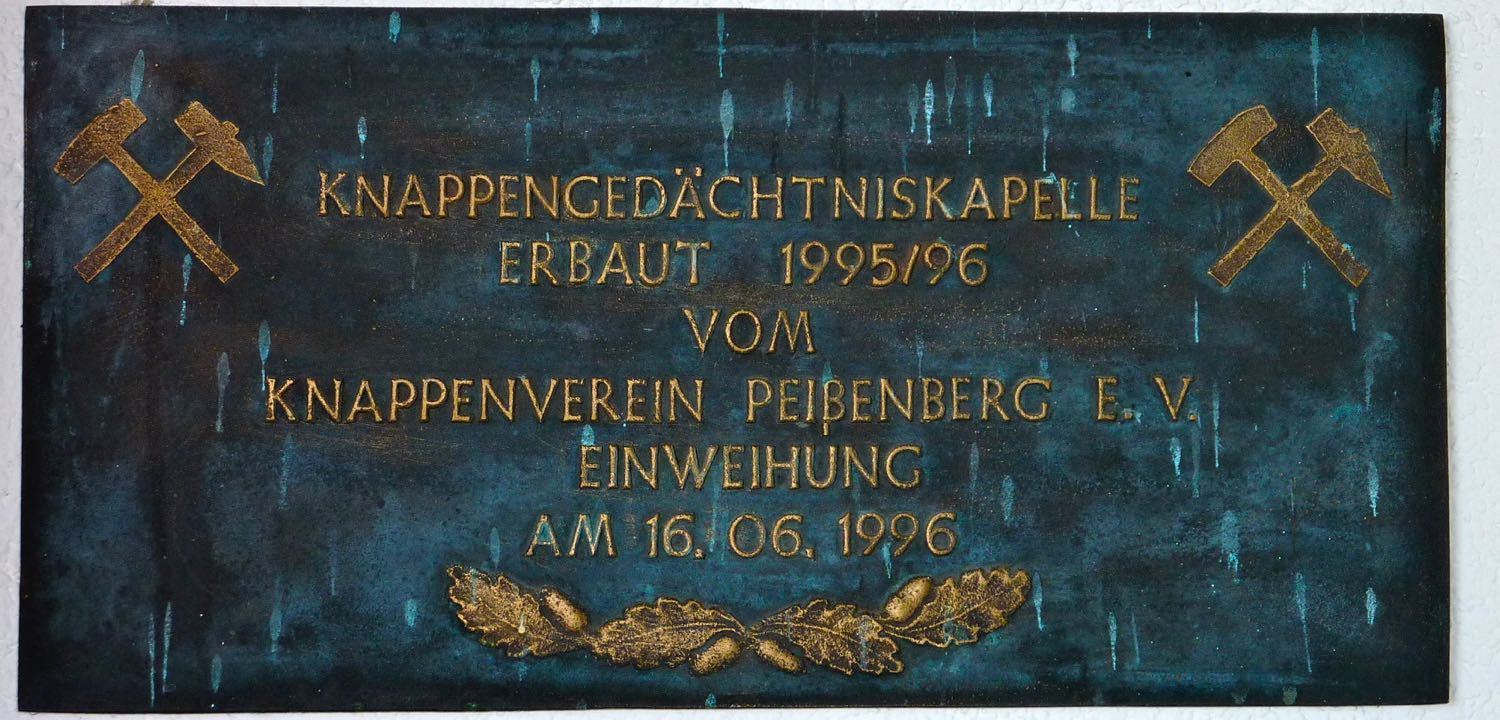 KNAPPENGEDÄCHTNISKAPELLE
ERBAUT 1995/96
VOM
KNAPPENVEREIN PEIßENBERG E. V.
EINWEIHUNG
AM 16. 06. 1996